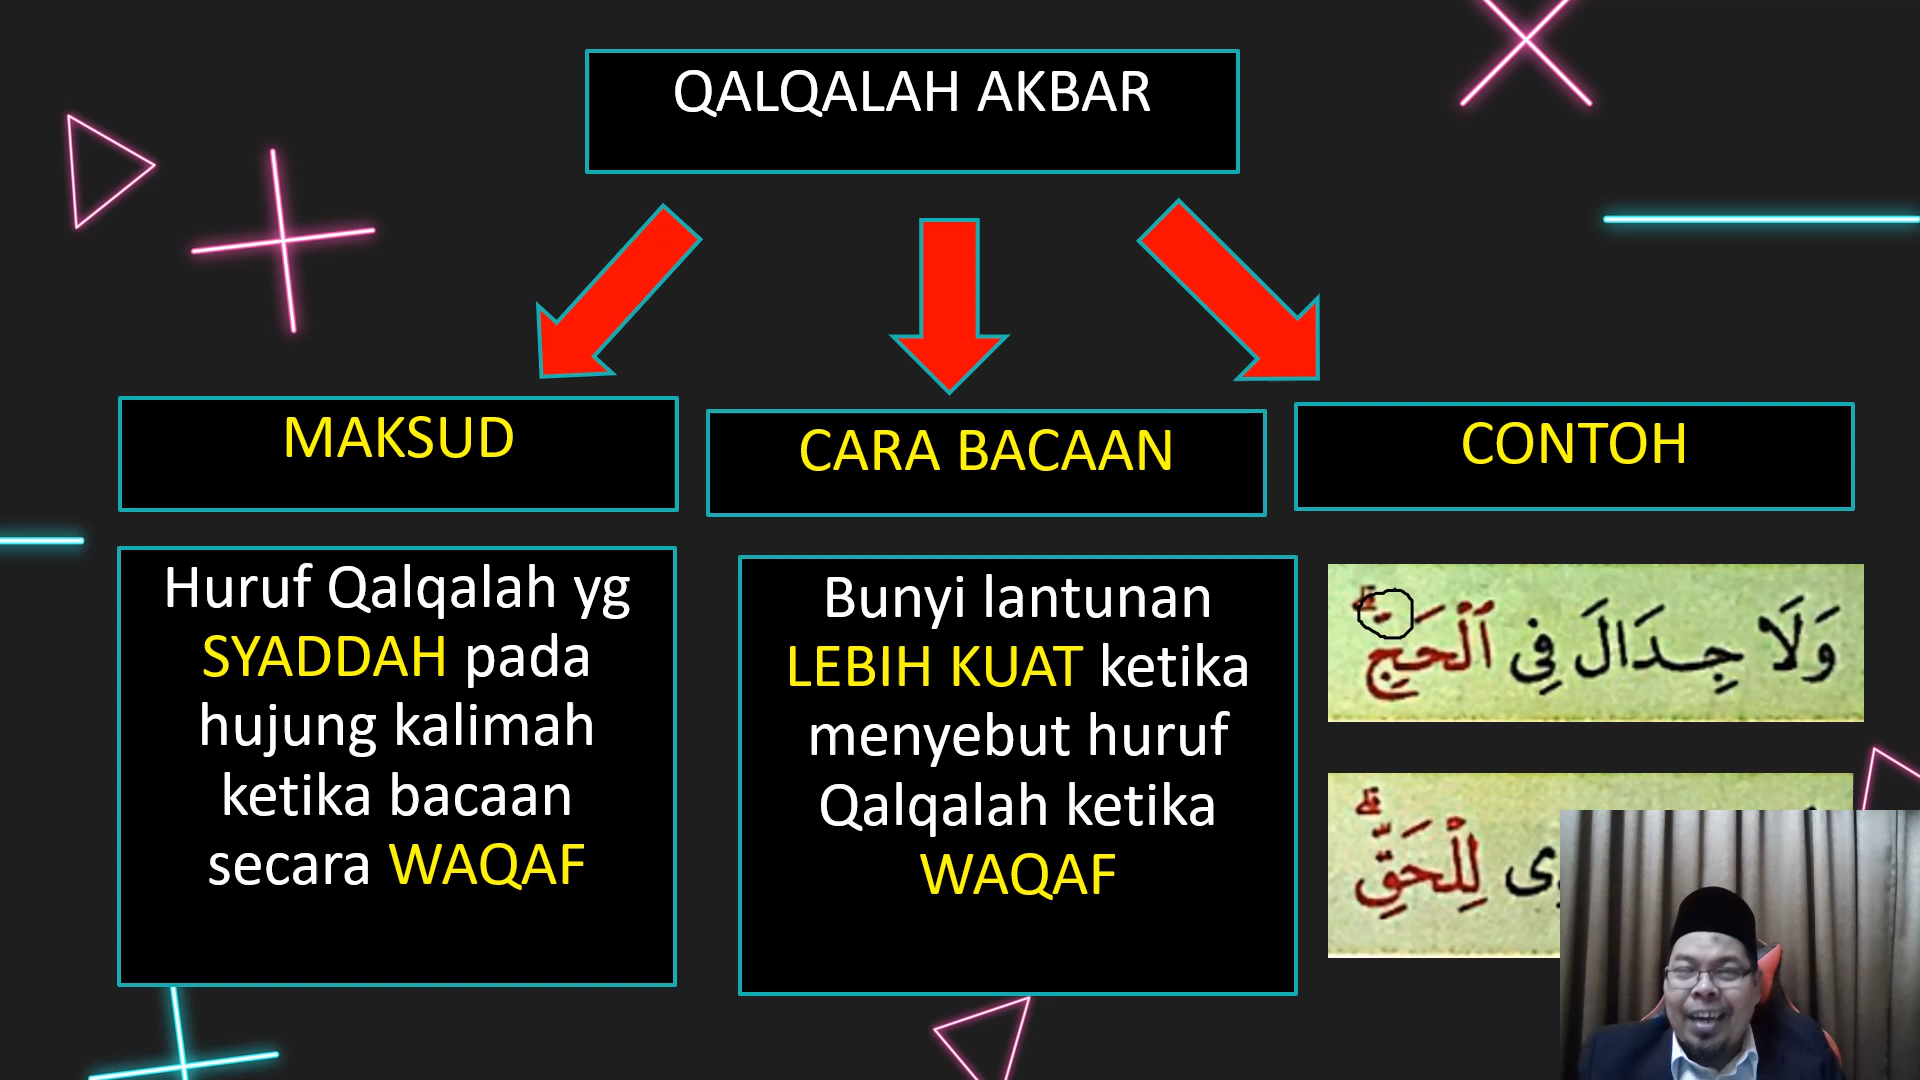 QALQALAH AKBAR
MAKSUD
CARA BACAAN
CONTOH
Huruf Qalqalah yg
SYADDAH pada
hujung kalimah
ketika bacaan
secara WAQAF
Bunyi lantunan
LEBIH KUAT ketika
menyebut huruf
Qalqalah ketika
WAQAF
وَلَا جِدَالَ فِى ٱلْحَجِّ ۗ
لِلْحَقِّ ۗ